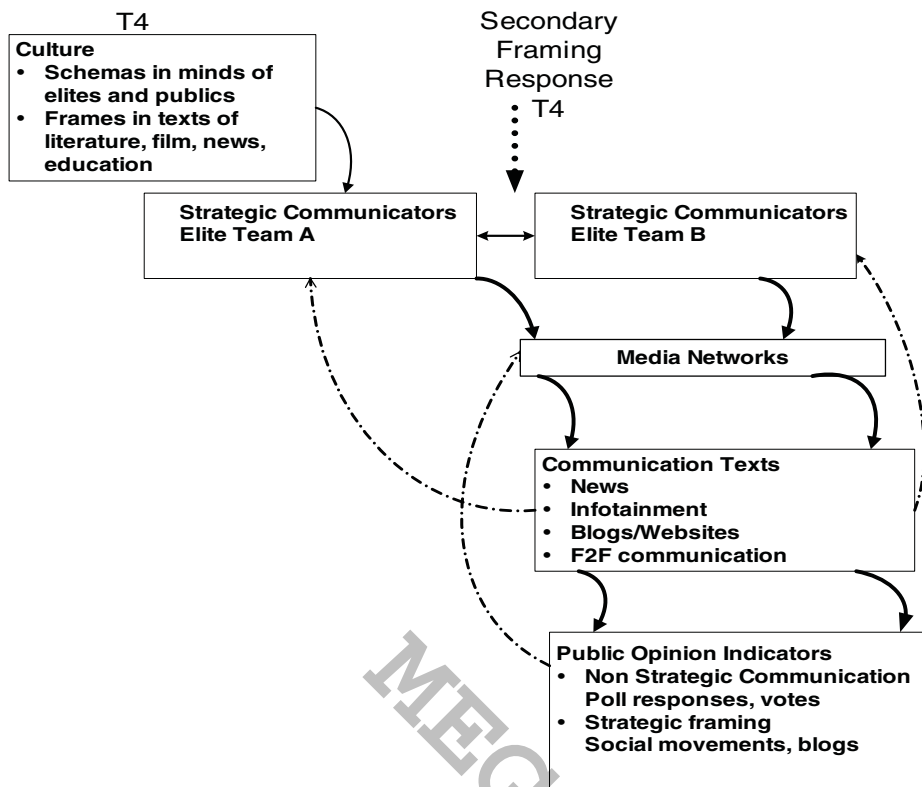 T4
Culture
• Schemas in minds of
elites and publics
• Frames in texts of
literature, film, news,
education
Secondary
Framing
Response
T4
Strategic Communicators
Elite Team A
Strategic Communicators
Elite Team B
Media Networks
Communication Texts
• News
• Infotainment
• Blogs/Websites
• F2F communication
Public Opinion Indicators
• Non Strategic Communication
Poll responses, votes
• Strategic framing
Social movements, blogs
MEG